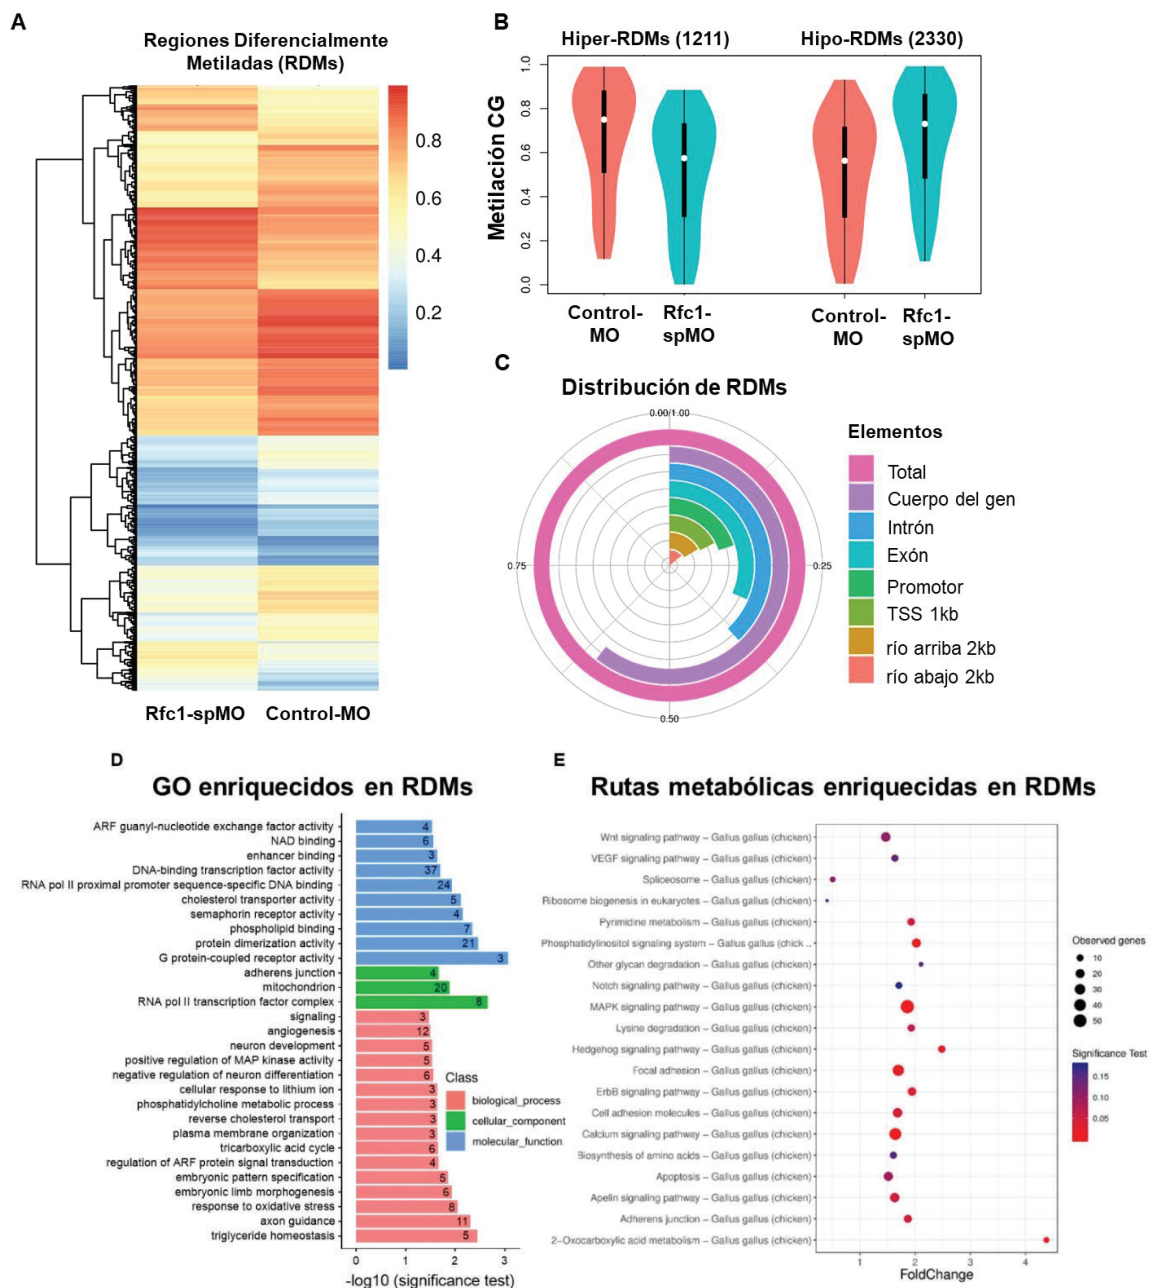 A
Regiones Diferencialmente
Metiladas (RDMs)
0.8
0.6
0.4
0.2
Rfc1-spMO
Control-MO
B
Hiper-RDMs (1211)
Hipo-RDMs (2330)
Metilación CG
1.0
0.8
0.6
0.4
0.2
0.0
Control-
MO
Rfc1-
spMO
Control-
MO
Rfc1-
spMO
C
Distribución de RDMs
0.00/1.00
0.25
0.50
0.75
Elementos
Total
Cuerpo del gen
Intrón
Exón
Promotor
TSS 1kb
río arriba 2kb
río abajo 2kb
D
GO enriquecidos en RDMs
ARF guanyl-nucleotide exchange factor activity 4
NAD binding 6
enhancer binding 3
DNA-binding transcription factor activity 37
RNA pol II proximal promoter sequence-specific DNA binding 24
cholesterol transporter activity 5
semaphorin receptor activity 4
phospholipid binding 7
protein dimerization activity 21
G protein-coupled receptor activity 3
adherens junction 4
mitochondrion 20
RNA pol II transcription factor complex 8
signaling 3
angiogenesis 12
neuron development 5
positive regulation of MAP kinase activity 5
negative regulation of neuron differentiation 6
cellular response to lithium ion 3
phosphatidylcholine metabolic process 3
reverse cholesterol transport 3
plasma membrane organization 3
tricarboxylic acid cycle 6
regulation of ARF protein signal transduction 4
embryonic pattern specification 5
embryonic limb morphogenesis 6
response to oxidative stress 8
axon guidance 11
triglyceride homeostasis 5
0 1 2 3
-log10 (significance test)
Class
biological_process
cellular_component
molecular_function
E
Rutas metabólicas enriquecidas en RDMs
Wnt signaling pathway – Gallus gallus (chicken)
VEGF signaling pathway – Gallus gallus (chicken)
Spliceosome – Gallus gallus (chicken)
Ribosome biogenesis in eukaryotes – Gallus gallus (chicken)
Pyrimidine metabolism – Gallus gallus (chicken)
Phosphatidylinositol signaling system – Gallus gallus (chick ..
Other glycan degradation – Gallus gallus (chicken)
Notch signaling pathway – Gallus gallus (chicken)
MAPK signaling pathway – Gallus gallus (chicken)
Lysine degradation – Gallus gallus (chicken)
Hedgehog signaling pathway – Gallus gallus (chicken)
Focal adhesion – Gallus gallus (chicken)
ErbB signaling pathway – Gallus gallus (chicken)
Cell adhesion molecules – Gallus gallus (chicken)
Calcium signaling pathway – Gallus gallus (chicken)
Biosynthesis of amino acids – Gallus gallus (chicken)
Apoptosis – Gallus gallus (chicken)
Apelin signaling pathway – Gallus gallus (chicken)
Adherens junction – Gallus gallus (chicken)
2–Oxocarboxylic acid metabolism – Gallus gallus (chicken)
1 2 3 4
FoldChange
Observed genes
10
20
30
40
50
Significance Test
0.15
0.10
0.05